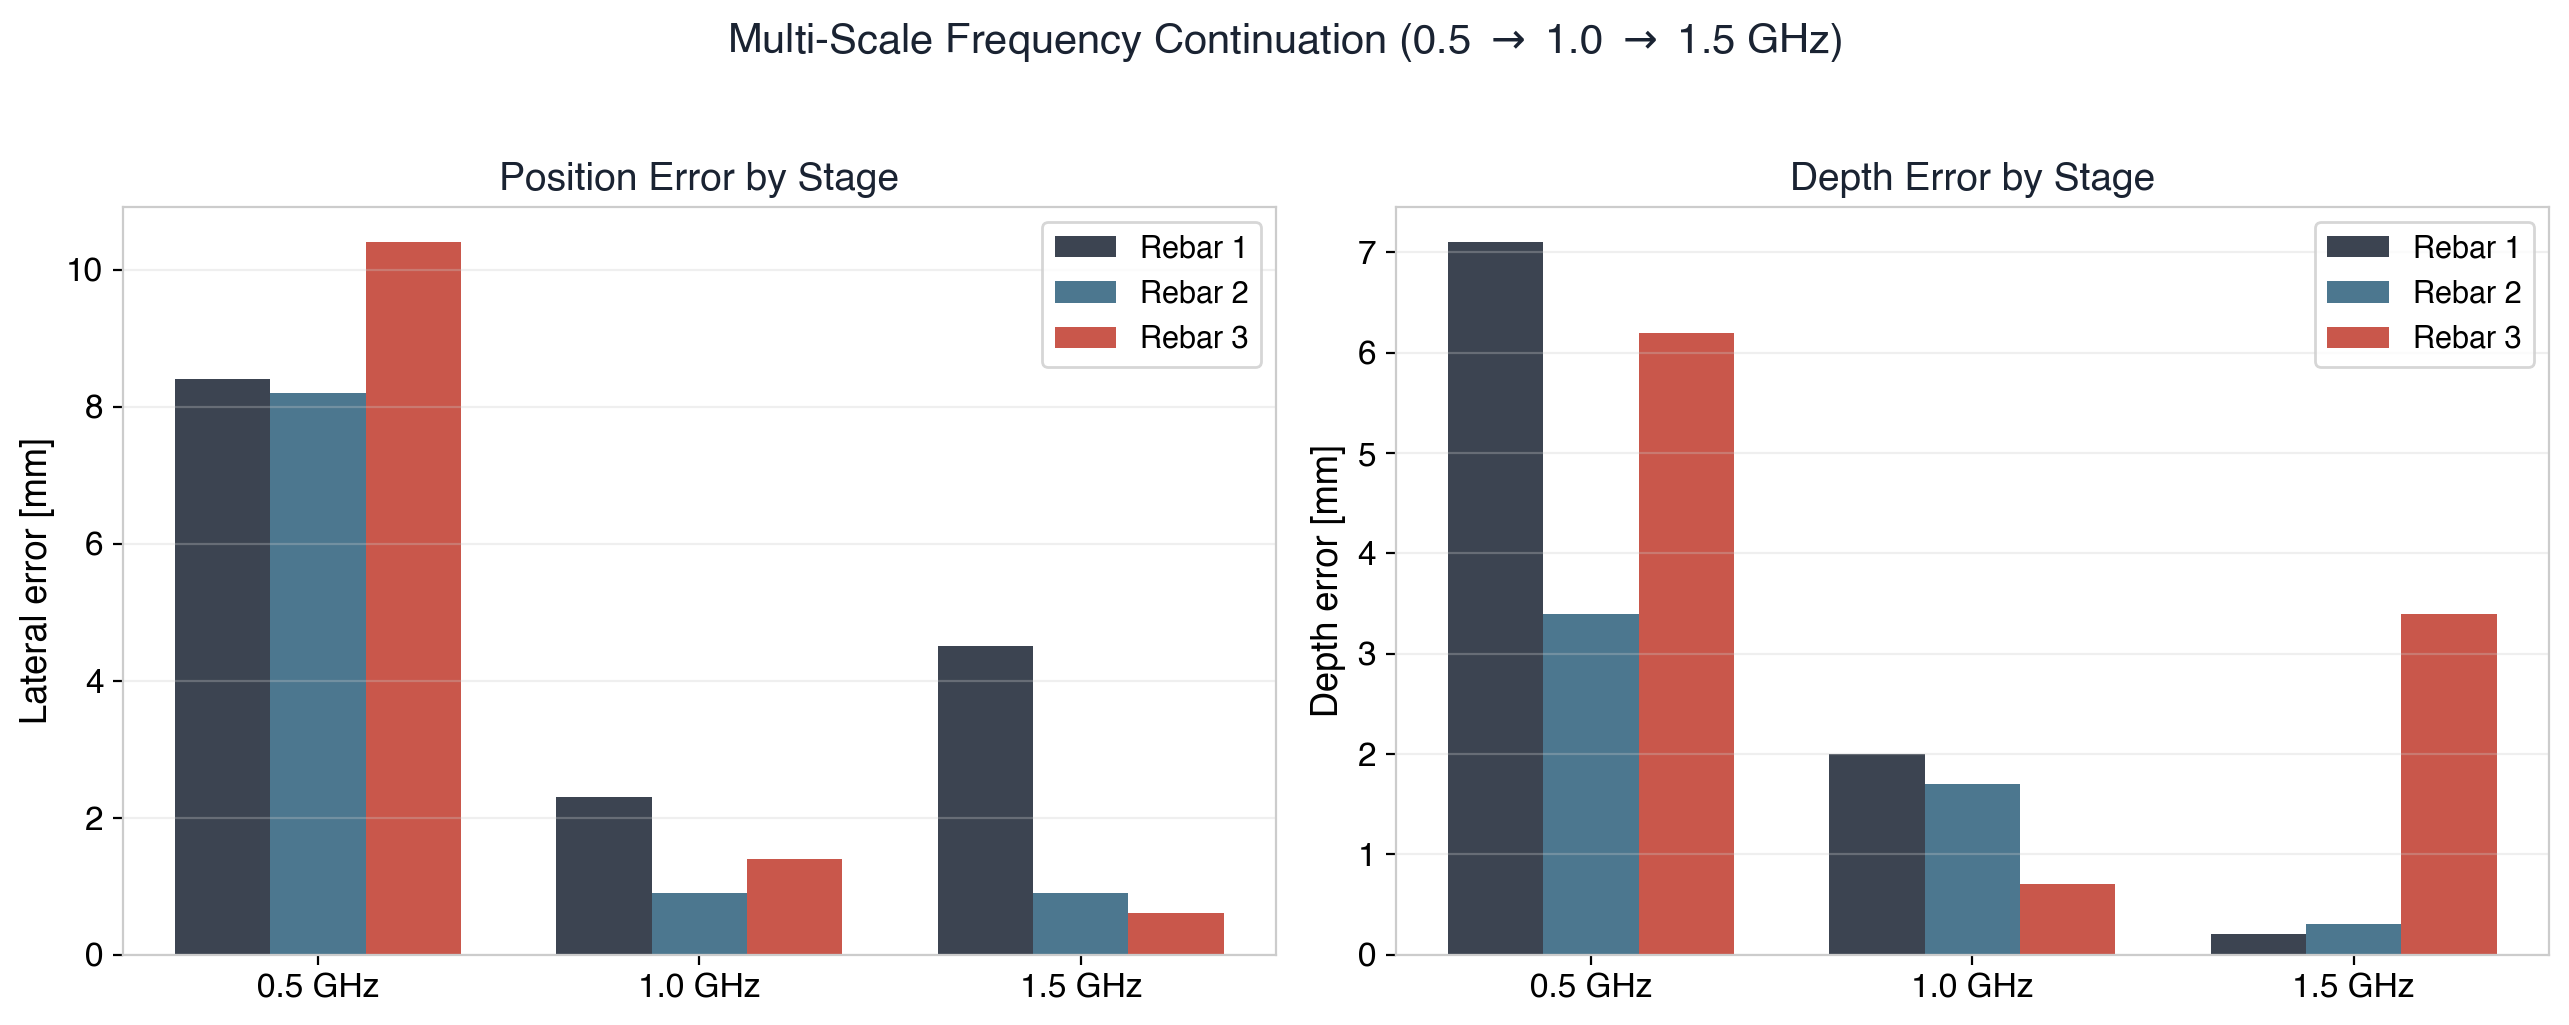 Multi-Scale Frequency Continuation (0.5 → 1.0 → 1.5 GHz)
Position Error by Stage
Lateral error [mm]
10
8
6
4
2
0
0.5 GHz
1.0 GHz
1.5 GHz
Rebar 1
Rebar 2
Rebar 3
Depth Error by Stage
Depth error [mm]
7
6
5
4
3
2
1
0
0.5 GHz
1.0 GHz
1.5 GHz
Rebar 1
Rebar 2
Rebar 3